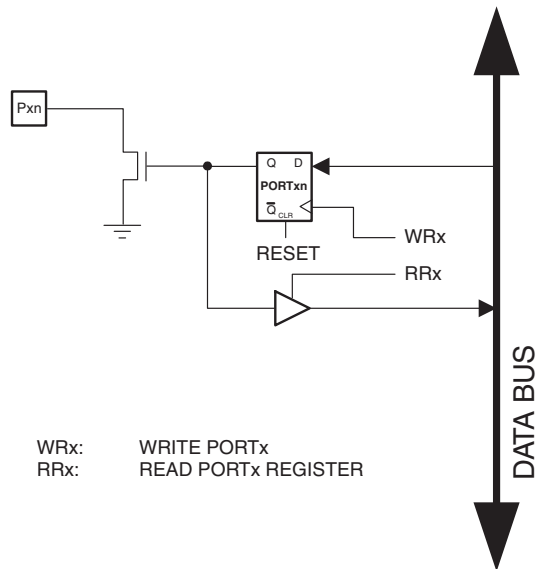 Pxn
Q D
PORTxn
Q̅ CLR
WRx
RESET
RRx
DATA BUS
WRx: WRITE PORTx
RRx: READ PORTx REGISTER